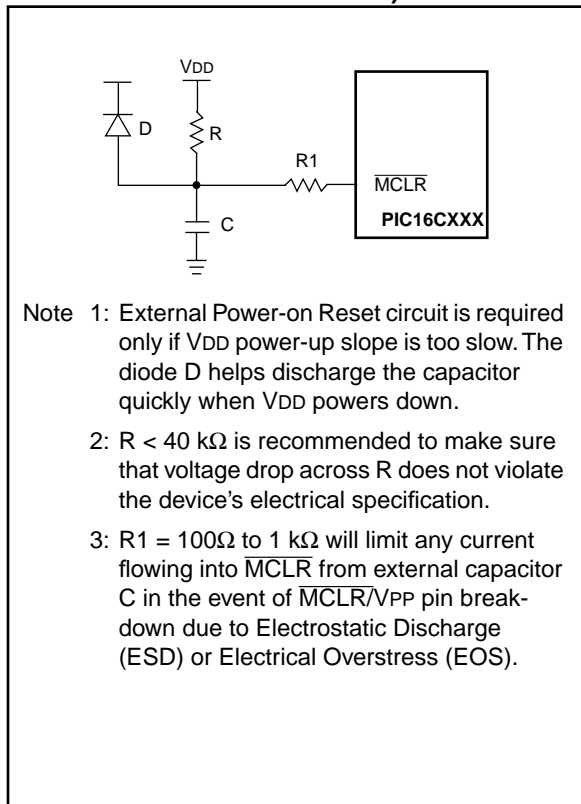 VDD
D
R
R1
MCLR
C
PIC16CXXX
Note 1: External Power-on Reset circuit is required
only if VDD power-up slope is too slow. The
diode D helps discharge the capacitor
quickly when VDD powers down.
2: R < 40 kΩ is recommended to make sure
that voltage drop across R does not violate
the device's electrical specification.
3: R1 = 100Ω to 1 kΩ will limit any current
flowing into MCLR from external capacitor
C in the event of MCLR/VPP pin break-
down due to Electrostatic Discharge
(ESD) or Electrical Overstress (EOS).